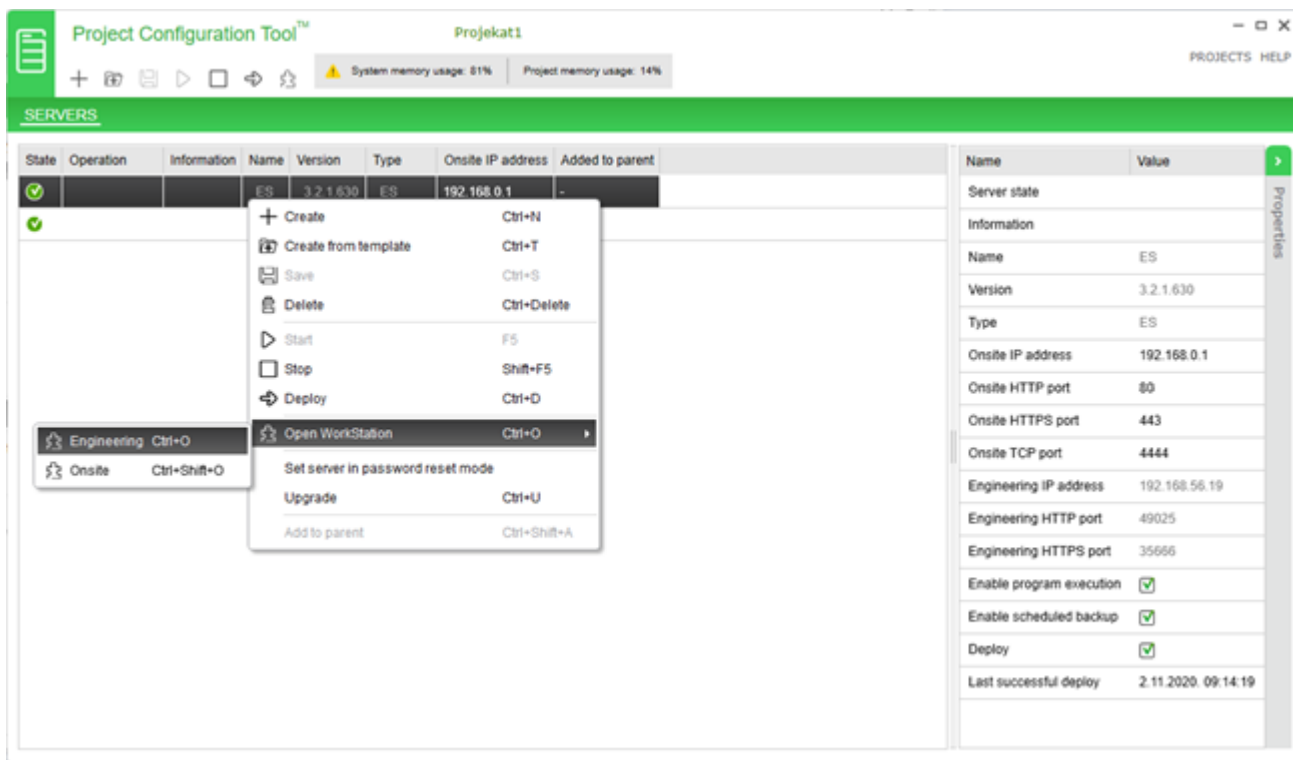 Project Configuration Tool™
Projekat1
PROJECTS HELP
System memory usage: 81% Project memory usage: 14%
SERVERS
State Operation Information Name Version Type Onsite IP address Added to parent
ES 3.2.1.630 ES 192.168.0.1 -
Create Ctrl+N
Create from template Ctrl+T
Save Ctrl+S
Delete Ctrl+Delete
Start F5
Stop Shift+F5
Deploy Ctrl+D
Open WorkStation Ctrl+O
Engineering Ctrl+O
Onsite Ctrl+Shift+O
Set server in password reset mode
Upgrade Ctrl+U
Add to parent Ctrl+Shift+A
Name Value
Server state
Information
Name ES
Version 3.2.1.630
Type ES
Onsite IP address 192.168.0.1
Onsite HTTP port 80
Onsite HTTPS port 443
Onsite TCP port 4444
Engineering IP address 192.168.56.19
Engineering HTTP port 49025
Engineering HTTPS port 35666
Enable program execution
Enable scheduled backup
Deploy
Last successful deploy 2.11.2020. 09:14:19
Properties